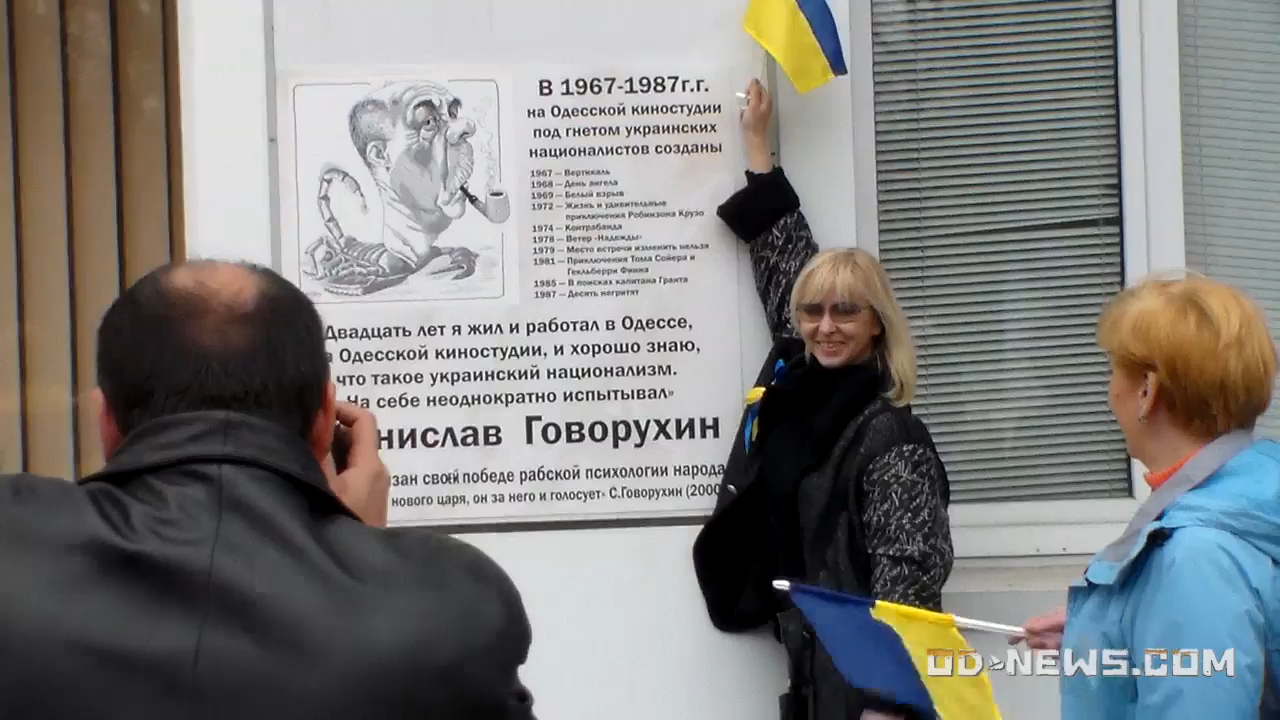 В 1967-1987г.г.
на Одесской киностудии
под гнетом украинских
националистов созданы
1967 — Вертикаль
1968 — День ангела
1969 — Белый взрыв
1972 — Жизнь и удивительные
приключения Робинзона Крузо
1974 — Контрабанда
1978 — Ветер «Надежды»
1979 — Место встречи изменить нельзя
1981 — Приключения Тома Сойера и
Гекльберри Финна
1985 — В поисках капитана Гранта
1987 — Десять негритят
Двадцать лет я жил и работал в Одессе,
Одесской киностудии, и хорошо знаю,
что такое украинский национализм.
На себе неоднократно испытывал»
нислав Говорухин
зан своей победе рабской психологии народа
нового царя, он за него и голосует» С.Говорухин (2000
OD-NEWS.COM